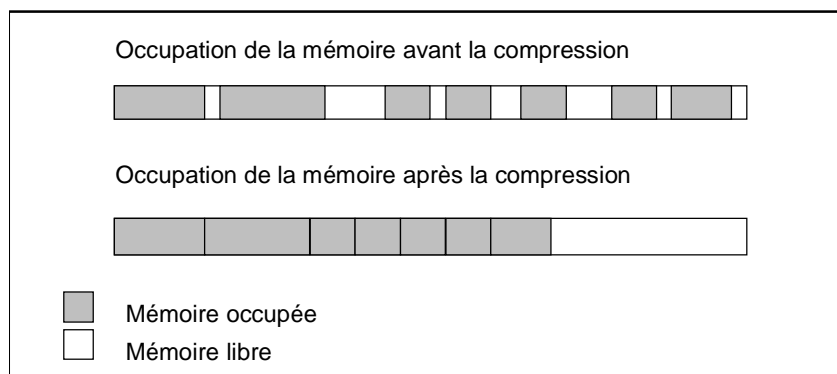 Occupation de la mémoire avant la compression
Occupation de la mémoire après la compression
Mémoire occupée
Mémoire libre